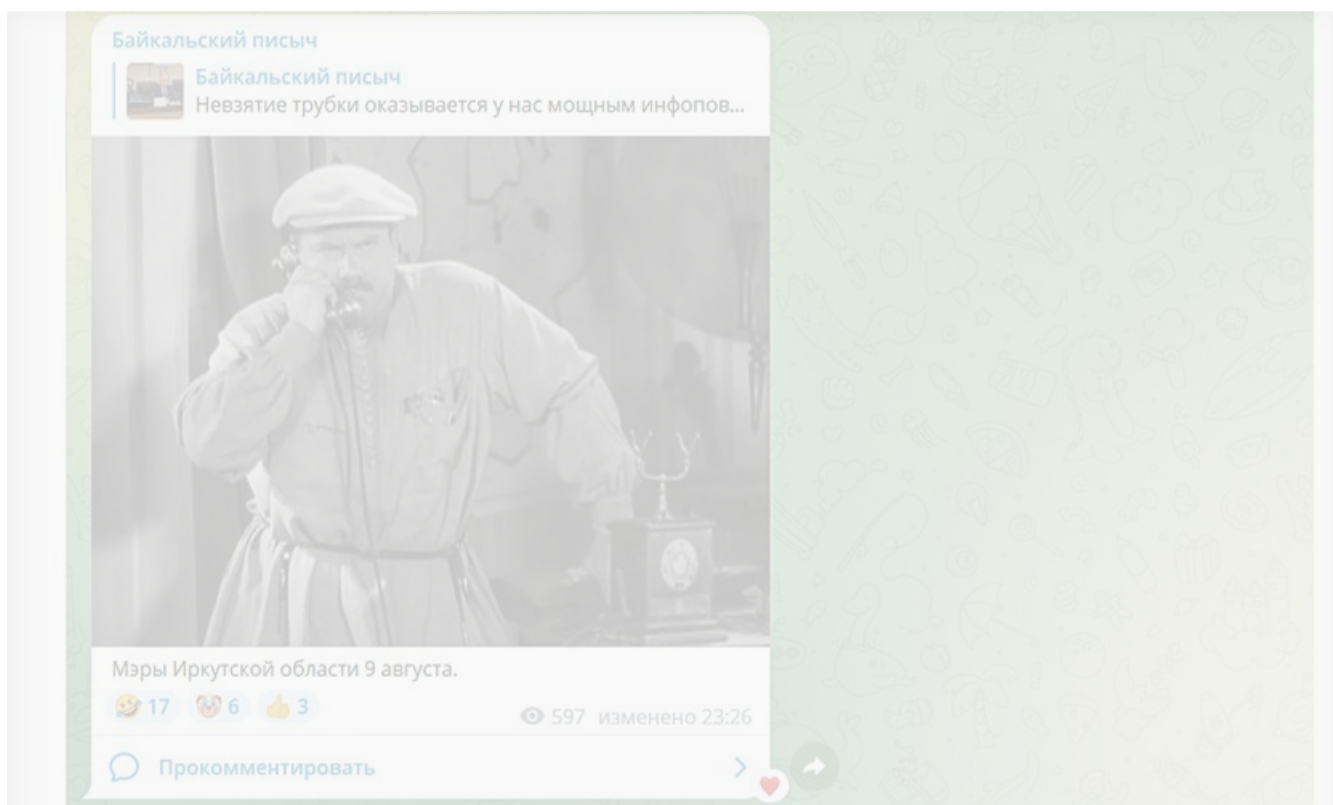 Байкальский писыч
Байкальский писыч
Невзятие трубки оказывается у нас мощным инфопов...
Мэры Иркутской области 9 августа.
17 6 3
597 изменено 23:26
Прокомментировать